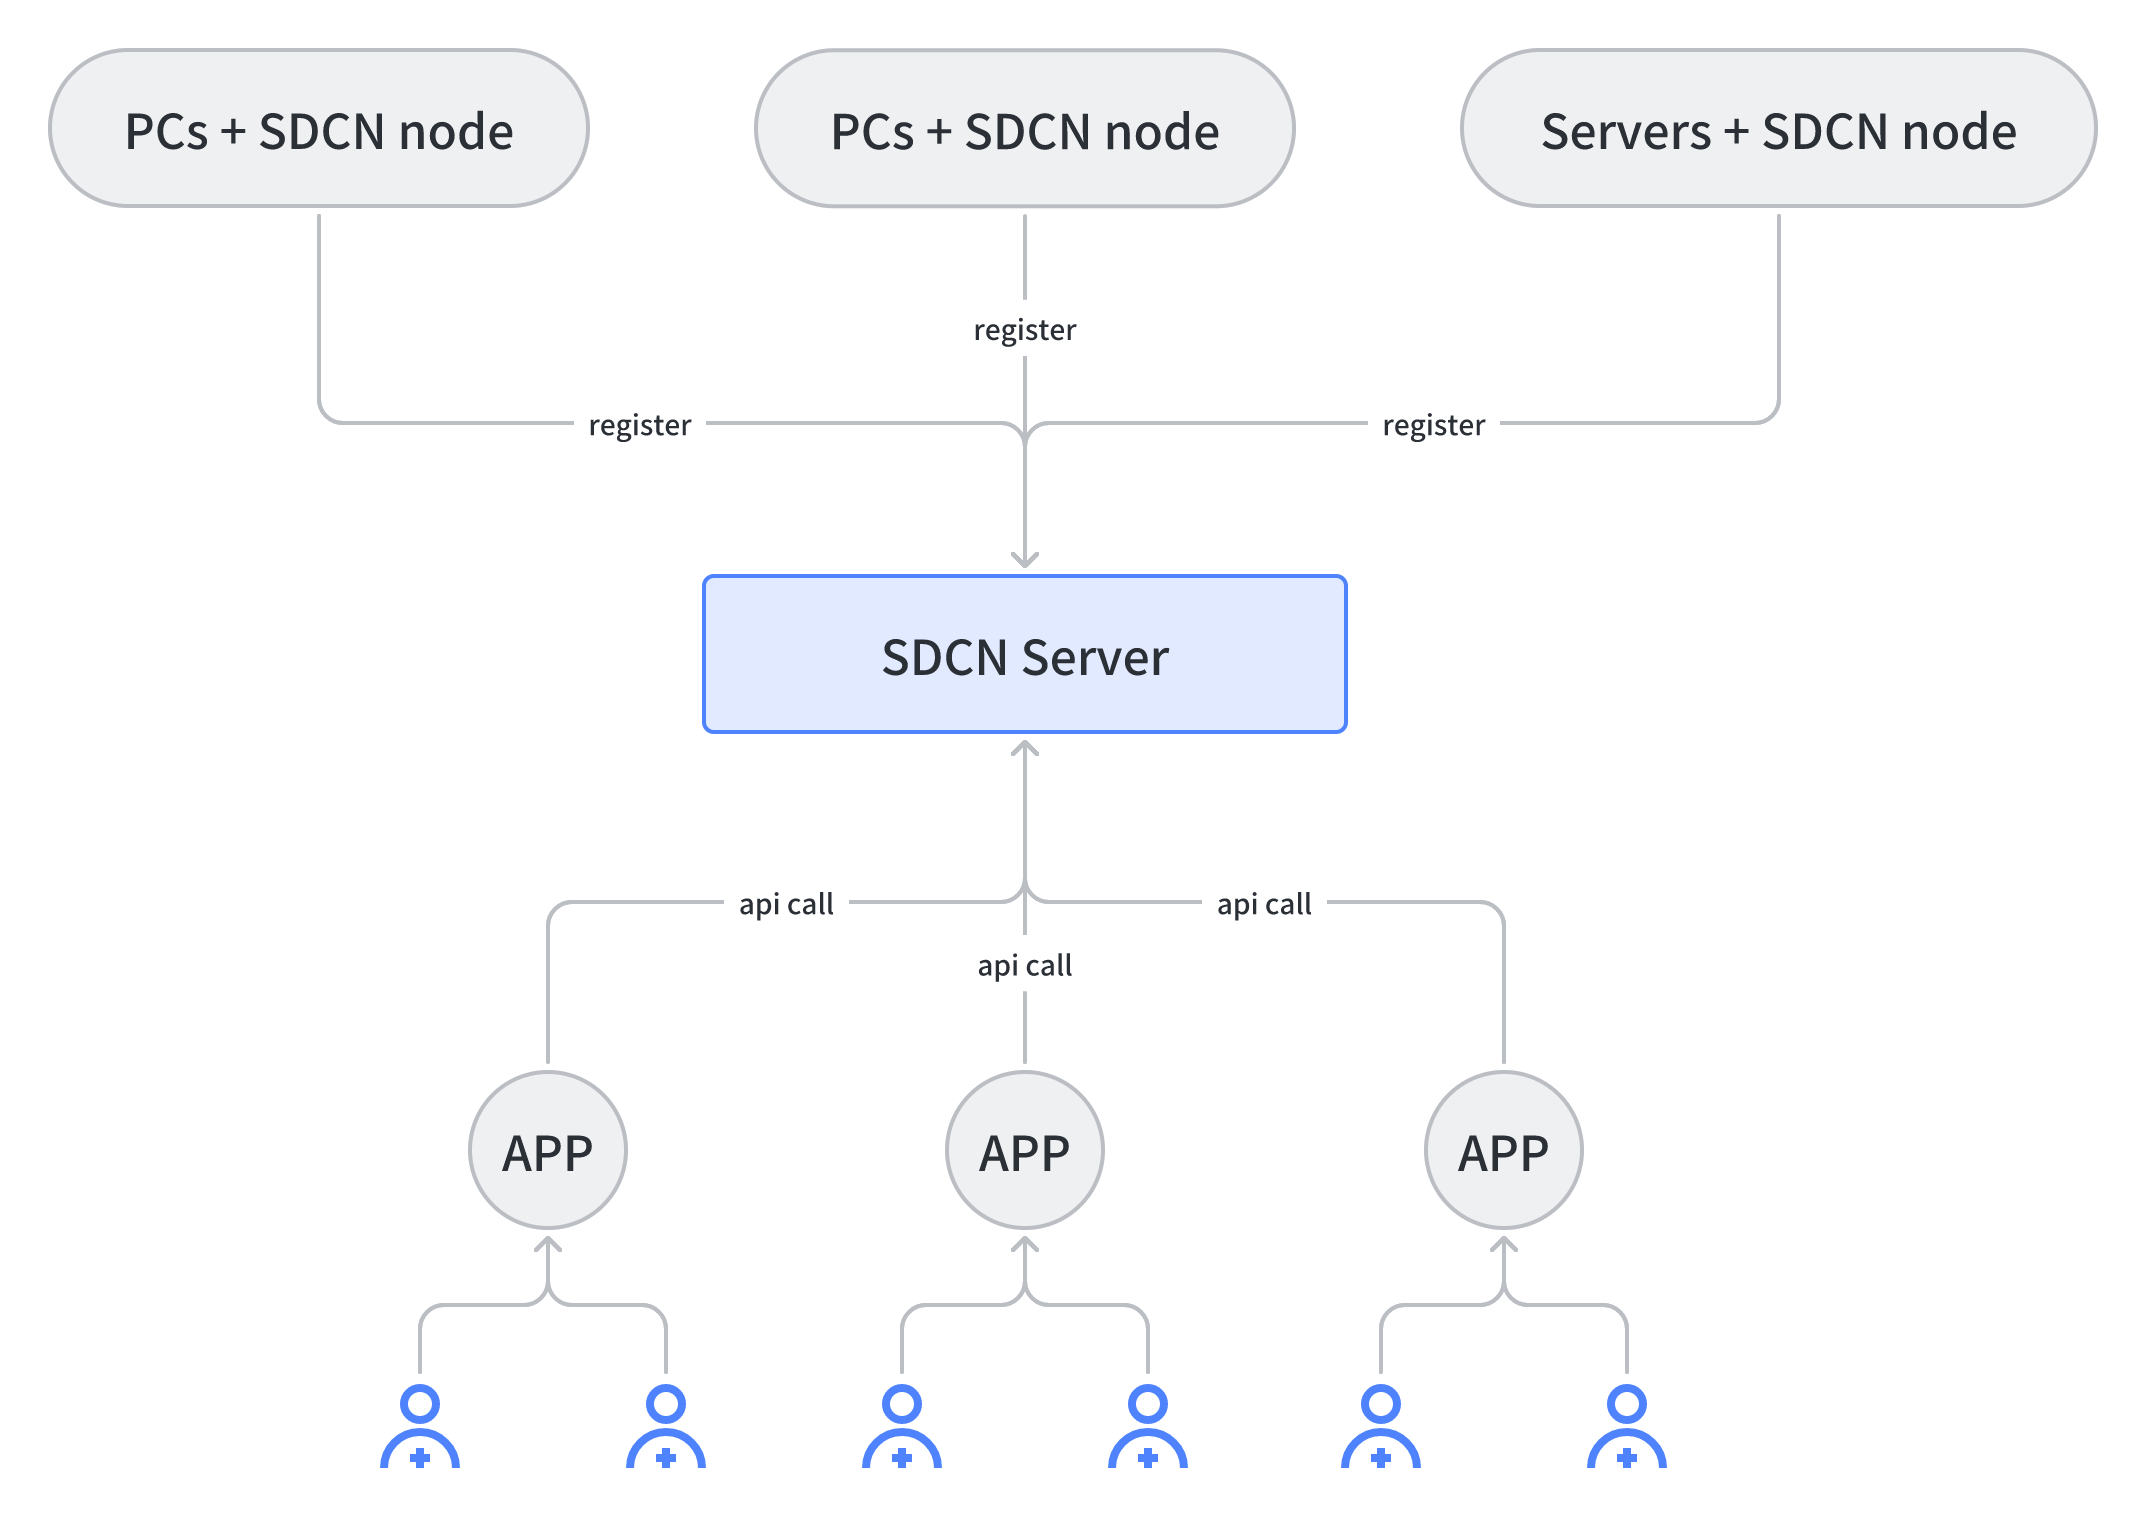 PCs + SDCN node
PCs + SDCN node
Servers + SDCN node
register
register
register
SDCN Server
api call
api call
api call
APP
APP
APP